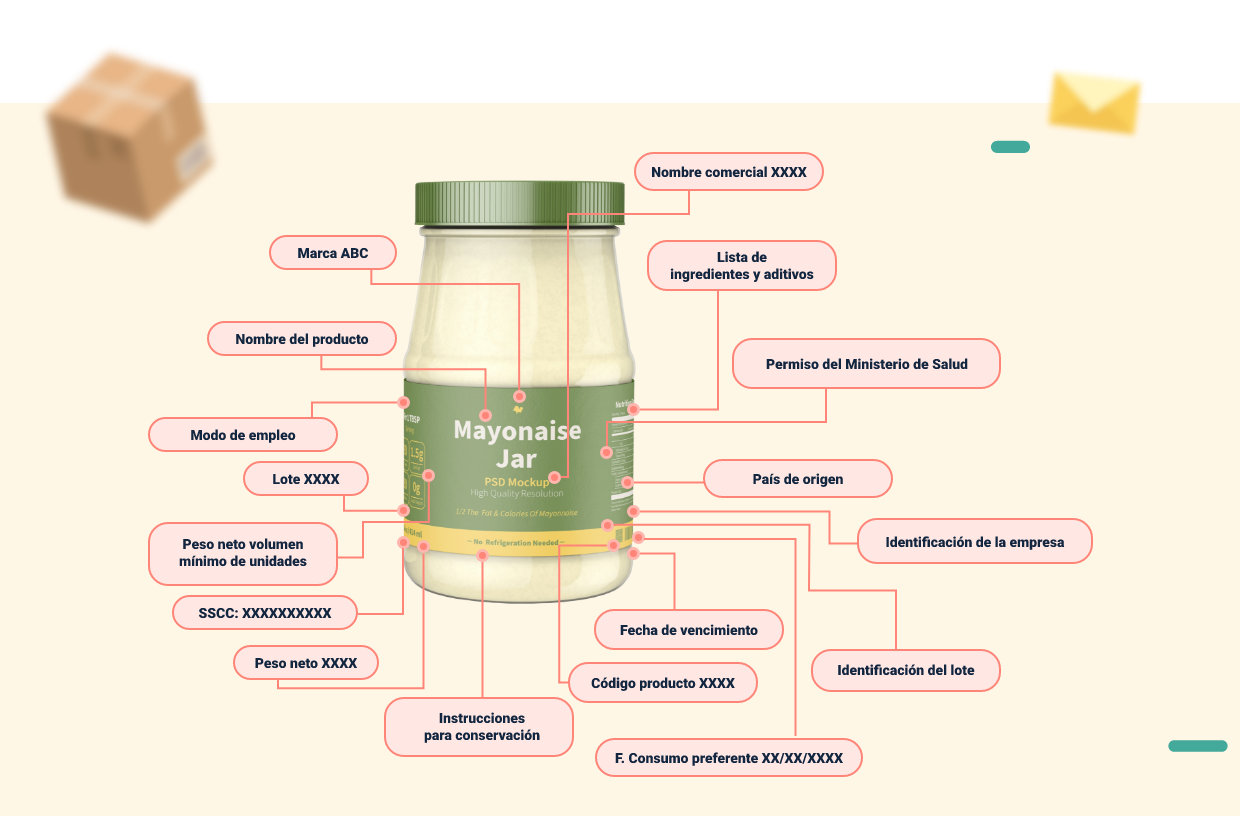 Nombre comercial XXXX
Marca ABC
Lista de
ingredientes y aditivos
Nombre del producto
Permiso del Ministerio de Salud
Modo de empleo
Mayonaise
Jar
PSD Mockup
High Quality Resolution
1/2 The Fat & Calories Of Mayonnaise
1.5g
0g
Lote XXXX
País de origen
Peso neto volumen
mínimo de unidades
Identificación de la empresa
– No Refrigeration Needed –
SSCC: XXXXXXXXXX
Fecha de vencimiento
Peso neto XXXX
Código producto XXXX
Identificación del lote
Instrucciones
para conservación
F. Consumo preferente XX/XX/XXXX